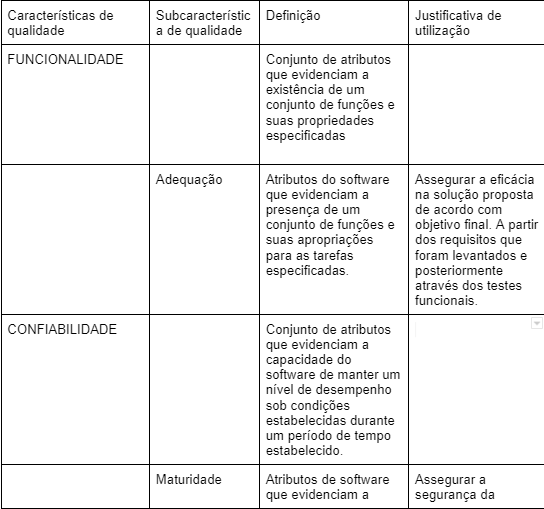 Características de
qualidade
Subcaracterístic
a de qualidade
Definição
Justificativa de
utilização
FUNCIONALIDADE
Conjunto de atributos
que evidenciam a
existência de um
conjunto de funções e
suas propriedades
especificadas
Adequação
Atributos do software
que evidenciam a
presença de um
conjunto de funções e
suas apropriações
para as tarefas
especificadas.
Assegurar a eficácia
na solução proposta
de acordo com
objetivo final. A partir
dos requisitos que
foram levantados e
posteriormente
através dos testes
funcionais.
CONFIABILIDADE
Conjunto de atributos
que evidenciam a
capacidade do
software de manter um
nível de desempenho
sob condições
estabelecidas durante
um período de tempo
estabelecido.
Maturidade
Atributos de software
que evidenciam a
Assegurar a
segurança da